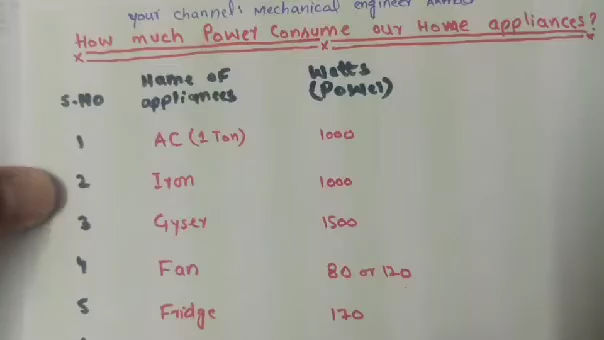 your channel: Mechanical engineer
How much Power Consume our Home appliances?
S.No Name of appliances Watts (Power)
1 AC (1 Ton) 1000
2 Iron 1000
3 Gyser 1500
4 Fan 80 or 120
5 Fridge 170